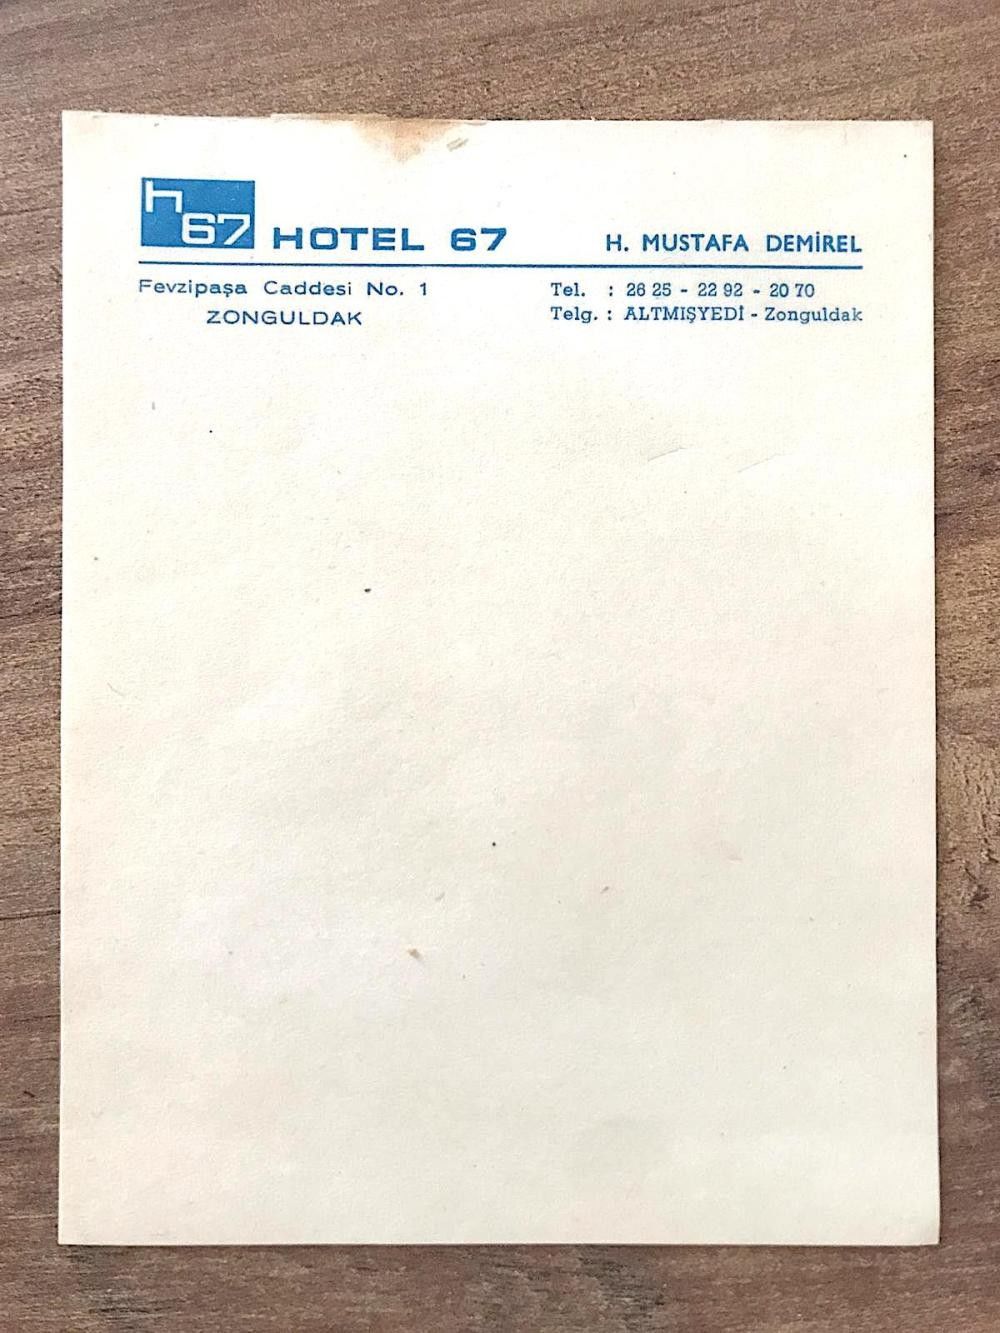 h
67
HOTEL 67
H. MUSTAFA DEMİREL
Fevzipaşa Caddesi No. 1
ZONGULDAK
Tel. : 26 25 - 22 92 - 20 70
Telg. : ALTMIŞYEDİ - Zonguldak